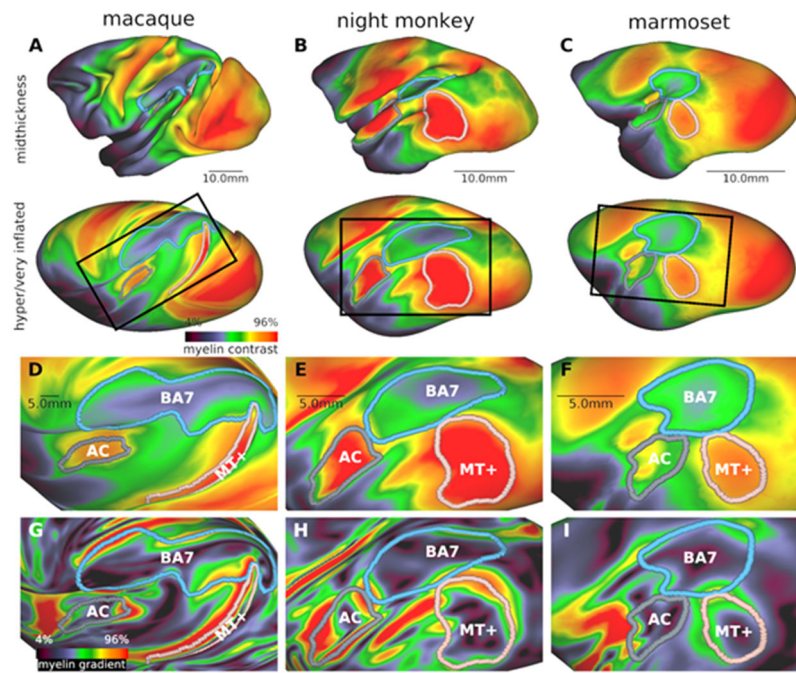 macaque
night monkey
marmoset
A
B
C
midthickness
10.0mm
10.0mm
10.0mm
hyper/very inflated
4% 96%
myelin contrast
D
E
F
5.0mm
5.0mm
5.0mm
BA7
BA7
BA7
AC
AC
AC
MT+
MT+
MT+
G
H
I
BA7
BA7
BA7
AC
AC
AC
MT+
MT+
MT+
4% 96%
myelin gradient